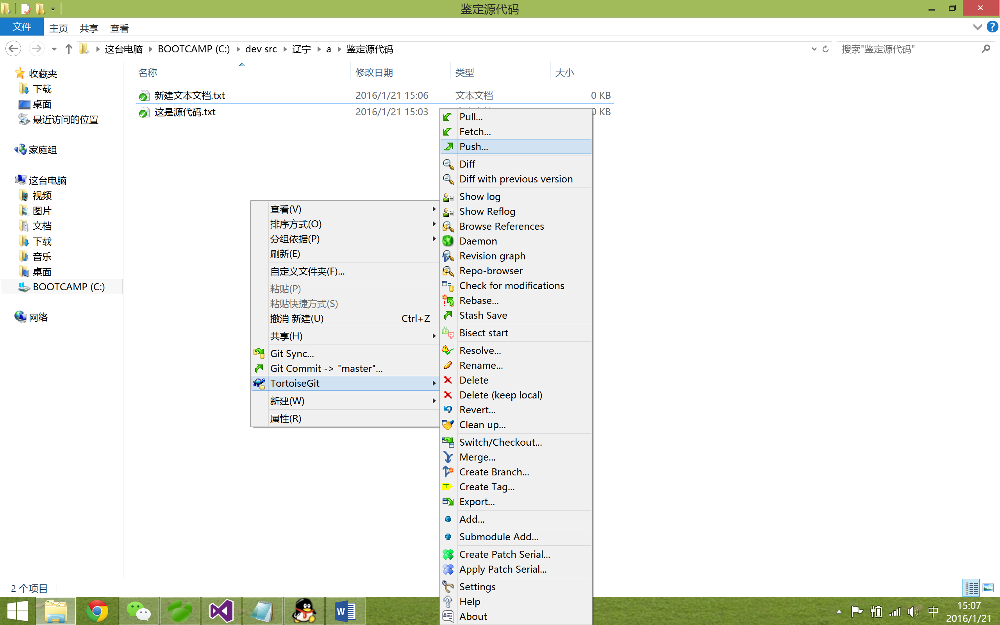 鉴定源代码
文件 主页 共享 查看
这台电脑 BOOTCAMP (C:) dev src 辽宁 a 鉴定源代码
搜索"鉴定源代码"
收藏夹
下载
桌面
最近访问的位置
家庭组
这台电脑
视频
图片
文档
下载
音乐
桌面
BOOTCAMP (C:)
网络
名称 修改日期 类型 大小
新建文本文档.txt 2016/1/21 15:06 文本文档 0 KB
这是源代码.txt 2016/1/21 15:03 0 KB
查看(V)
排序方式(O)
分组依据(P)
刷新(E)
自定义文件夹(F)...
粘贴(P)
粘贴快捷方式(S)
撤消 新建(U) Ctrl+Z
共享(H)
Git Sync...
Git Commit -> "master"...
TortoiseGit
新建(W)
属性(R)
Pull...
Fetch...
Push...
Diff
Diff with previous version
Show log
Show Reflog
Browse References
Daemon
Revision graph
Repo-browser
Check for modifications
Rebase...
Stash Save
Bisect start
Resolve...
Rename...
Delete
Delete (keep local)
Revert...
Clean up...
Switch/Checkout...
Merge...
Create Branch...
Create Tag...
Export...
Add...
Submodule Add...
Create Patch Serial...
Apply Patch Serial...
Settings
Help
About
2 个项目
中
15:07
2016/1/21